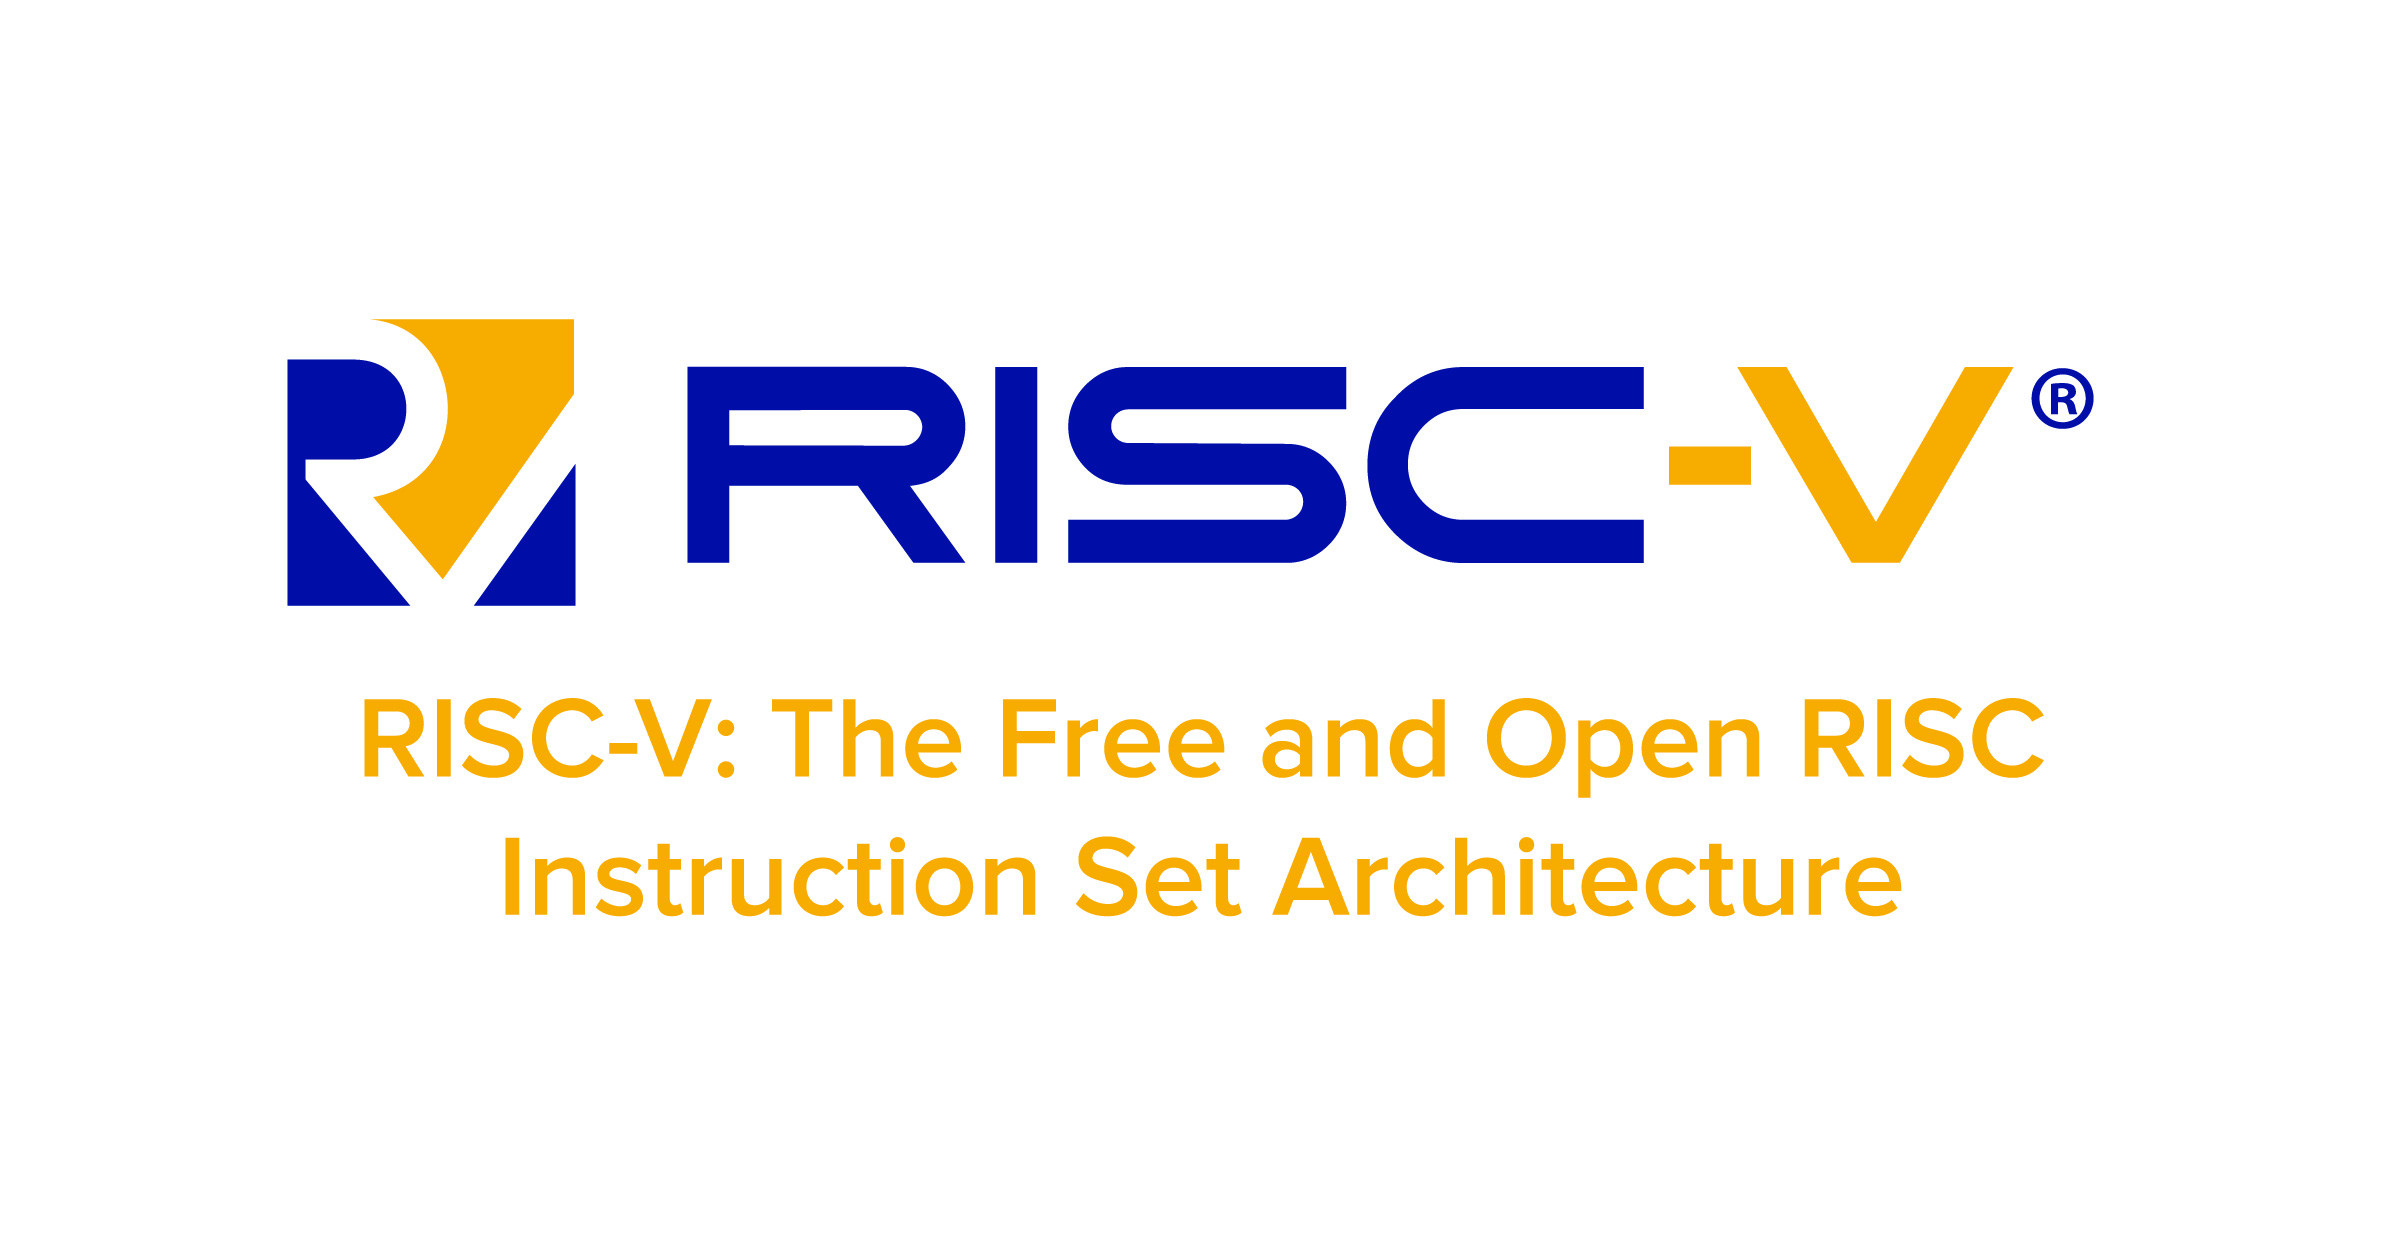 RISC-V®
RISC-V: The Free and Open RISC
Instruction Set Architecture